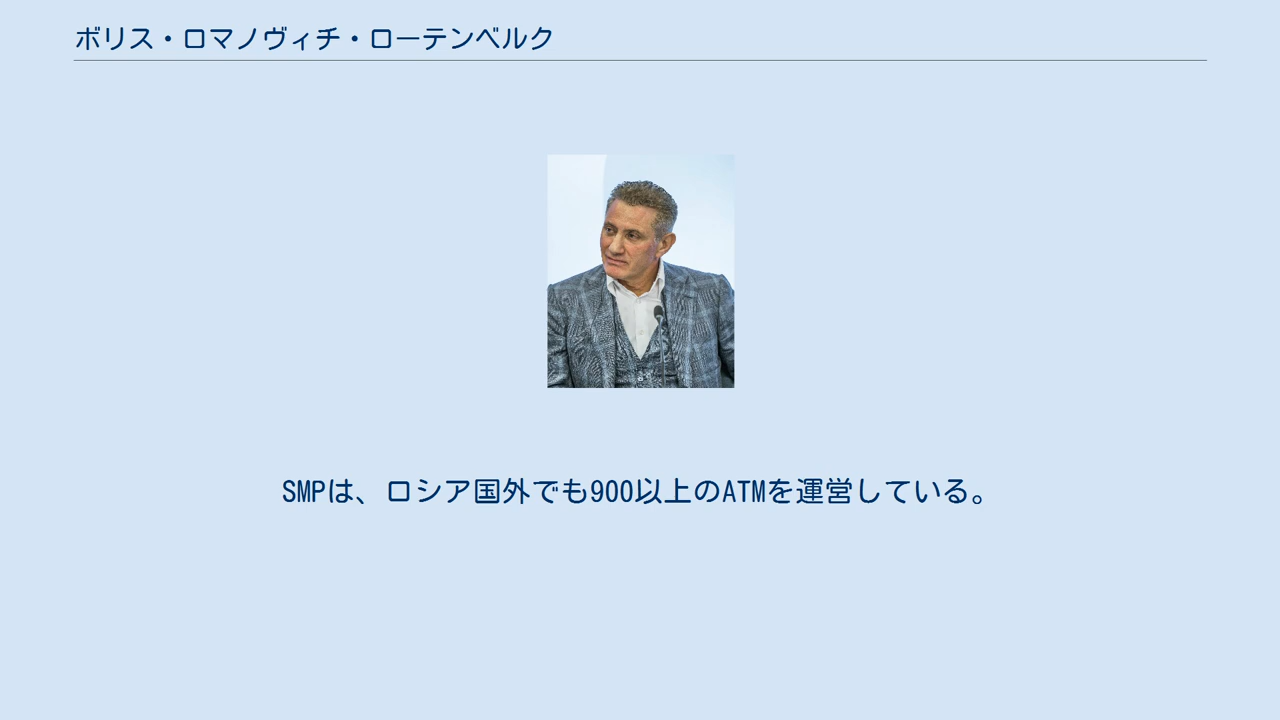 ボリス・ロマノヴィチ・ローテンベルク
SMPは、ロシア国外でも900以上のATMを運営している。